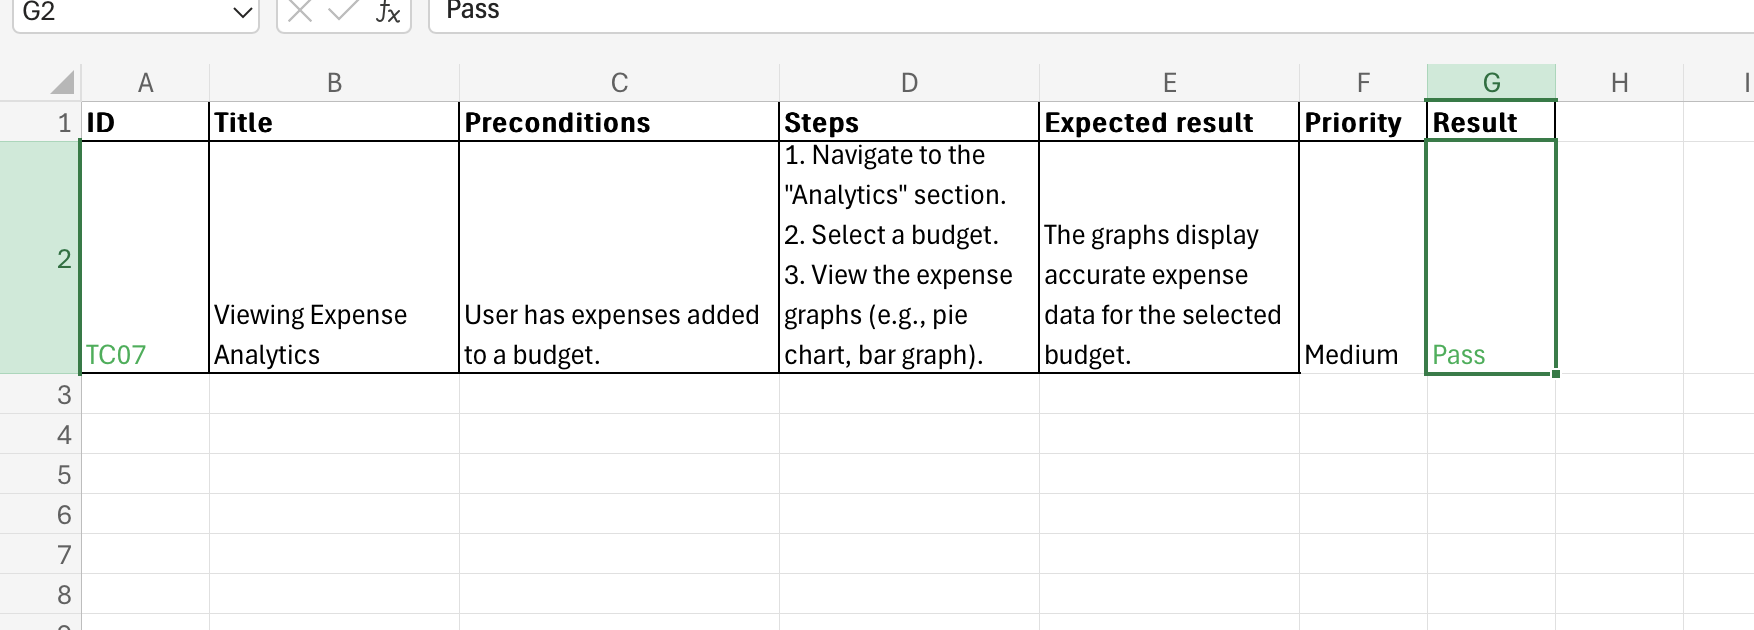 G2
fx
Pass
A B C D E F G H I
1 ID Title Preconditions Steps Expected result Priority Result
2
TC07
Viewing Expense
Analytics
User has expenses added
to a budget.
1. Navigate to the
"Analytics" section.
2. Select a budget.
3. View the expense
graphs (e.g., pie
chart, bar graph).
The graphs display
accurate expense
data for the selected
budget.
Medium
Pass
3
4
5
6
7
8